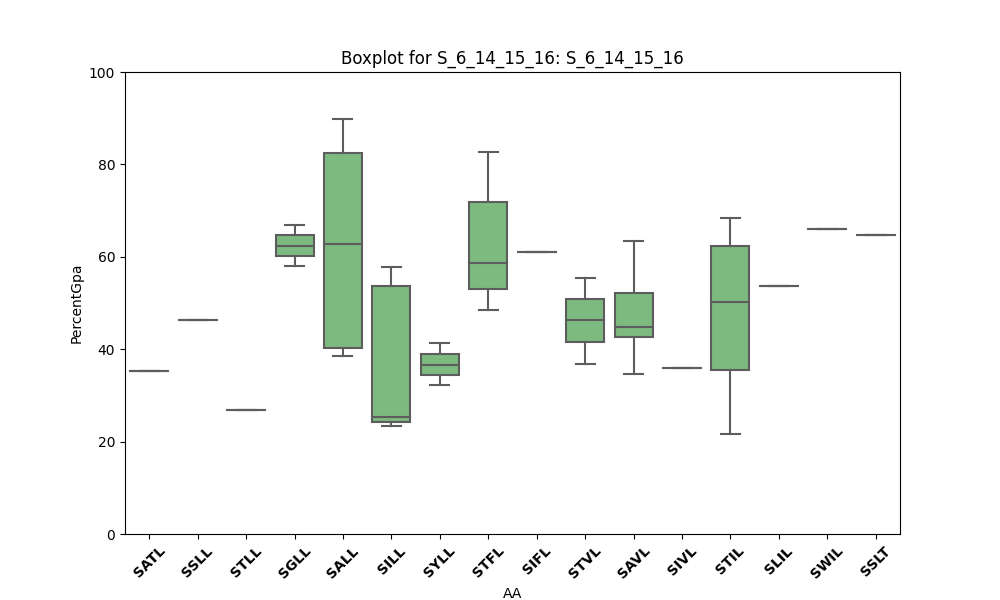 Boxplot for S_6_14_15_16: S_6_14_15_16
PercentGpa
100
80
60
40
20
0
SATL
SSLL
STLL
SGLL
SALL
SILL
SYLL
STFL
SIFL
STVL
SAVL
SIVL
STIL
SLIL
SWIL
SSLT
AA